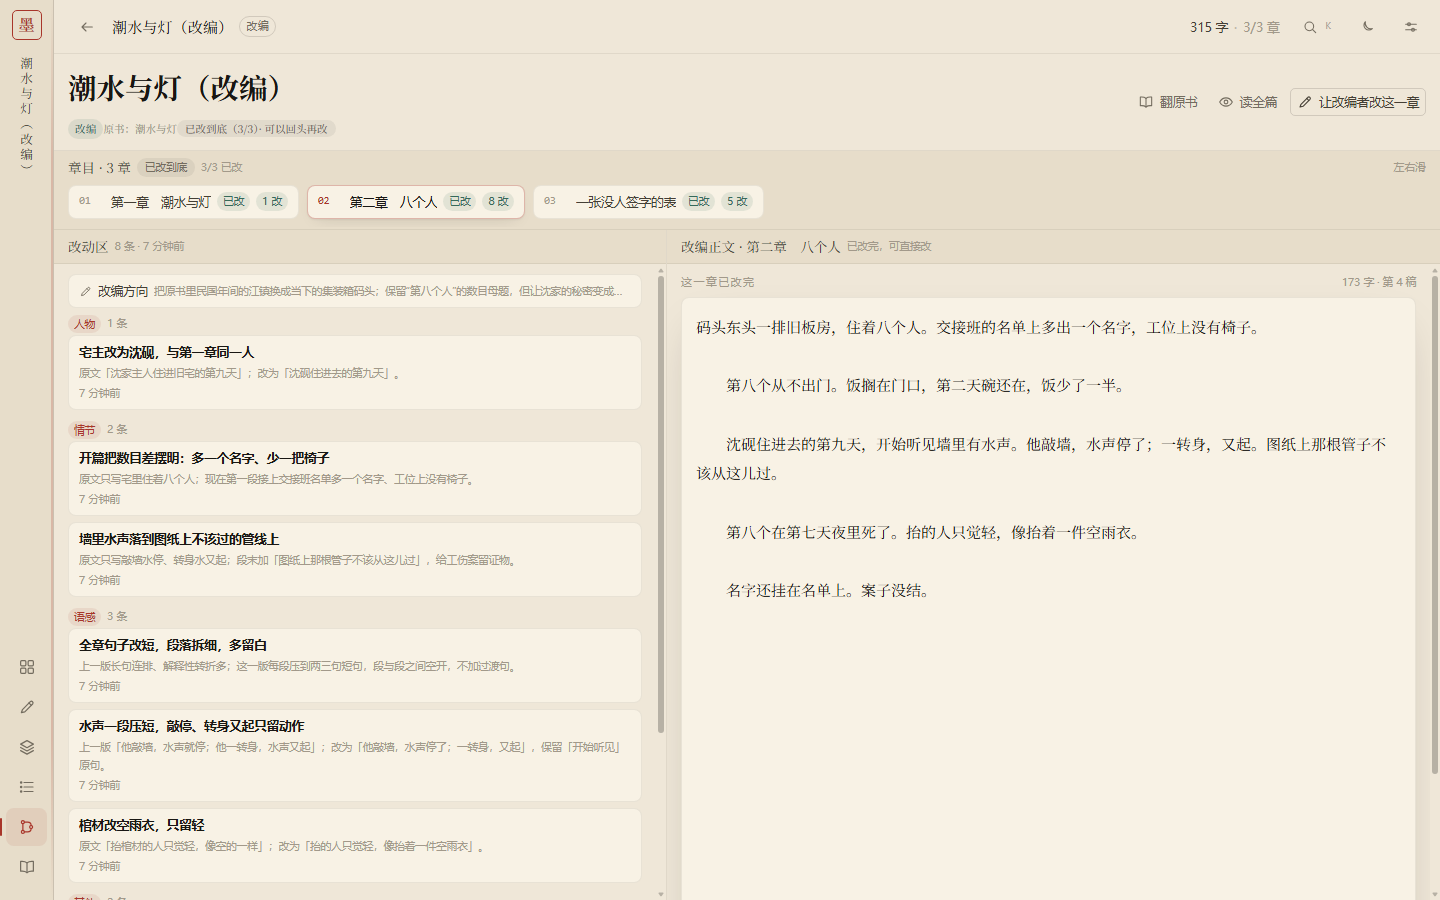 墨
潮水与灯（改编）
潮水与灯（改编） 改编
315 字 · 3/3 章 K
潮水与灯（改编）
改编 原书：潮水与灯 已改到底（3/3）· 可以回头再改
翻原书 读全篇 让改编者改这一章
章目 · 3 章 已改到底 3/3 已改 左右滑
01 第一章 潮水与灯 已改 1 改
02 第二章 八个人 已改 8 改
03 一张没人签字的表 已改 5 改
改动区 8 条 · 7 分钟前
改编方向 把原书里民国年间的江镇换成当下的集装箱码头；保留“第八个人”的数目母题，但让沈家的秘密变成…
人物 1 条
宅主改为沈砚，与第一章同一人
原文「沈家主人住进旧宅的第九天」；改为「沈砚住进去的第九天」。
7 分钟前
情节 2 条
开篇把数目差摆明：多一个名字、少一把椅子
原文只写宅里住着八个人；现在第一段接上交接班名单多一个名字、工位上没有椅子。
7 分钟前
墙里水声落到图纸上不该过的管线上
原文只写敲墙水停、转身水又起；段末加「图纸上那根管子不该从这儿过」，给工伤案留证物。
7 分钟前
语感 3 条
全章句子改短，段落拆细，多留白
上一版长句连排、解释性转折多；这一版每段压到两三句短句，段与段之间空开，不加过渡句。
7 分钟前
水声一段压短，敲停、转身又起只留动作
上一版「他敲墙，水声就停；他一转身，水声又起」；改为「他敲墙，水声停了；一转身，又起」，保留「开始听见」
原句。
7 分钟前
棺材改空雨衣，只留轻
原文「抬棺材的人只觉轻，像空的一样」；改为「抬的人只觉轻，像抬着一件空雨衣」。
7 分钟前
改编正文 · 第二章 八个人 已改完，可直接改
这一章已改完 173 字 · 第 4 稿
码头东头一排旧板房，住着八个人。交接班的名单上多出一个名字，工位上没有椅子。
第八个从不出门。饭搁在门口，第二天碗还在，饭少了一半。
沈砚住进去的第九天，开始听见墙里有水声。他敲墙，水声停了；一转身，又起。图纸上那根管子不
该从这儿过。
第八个在第七天夜里死了。抬的人只觉轻，像抬着一件空雨衣。
名字还挂在名单上。案子没结。